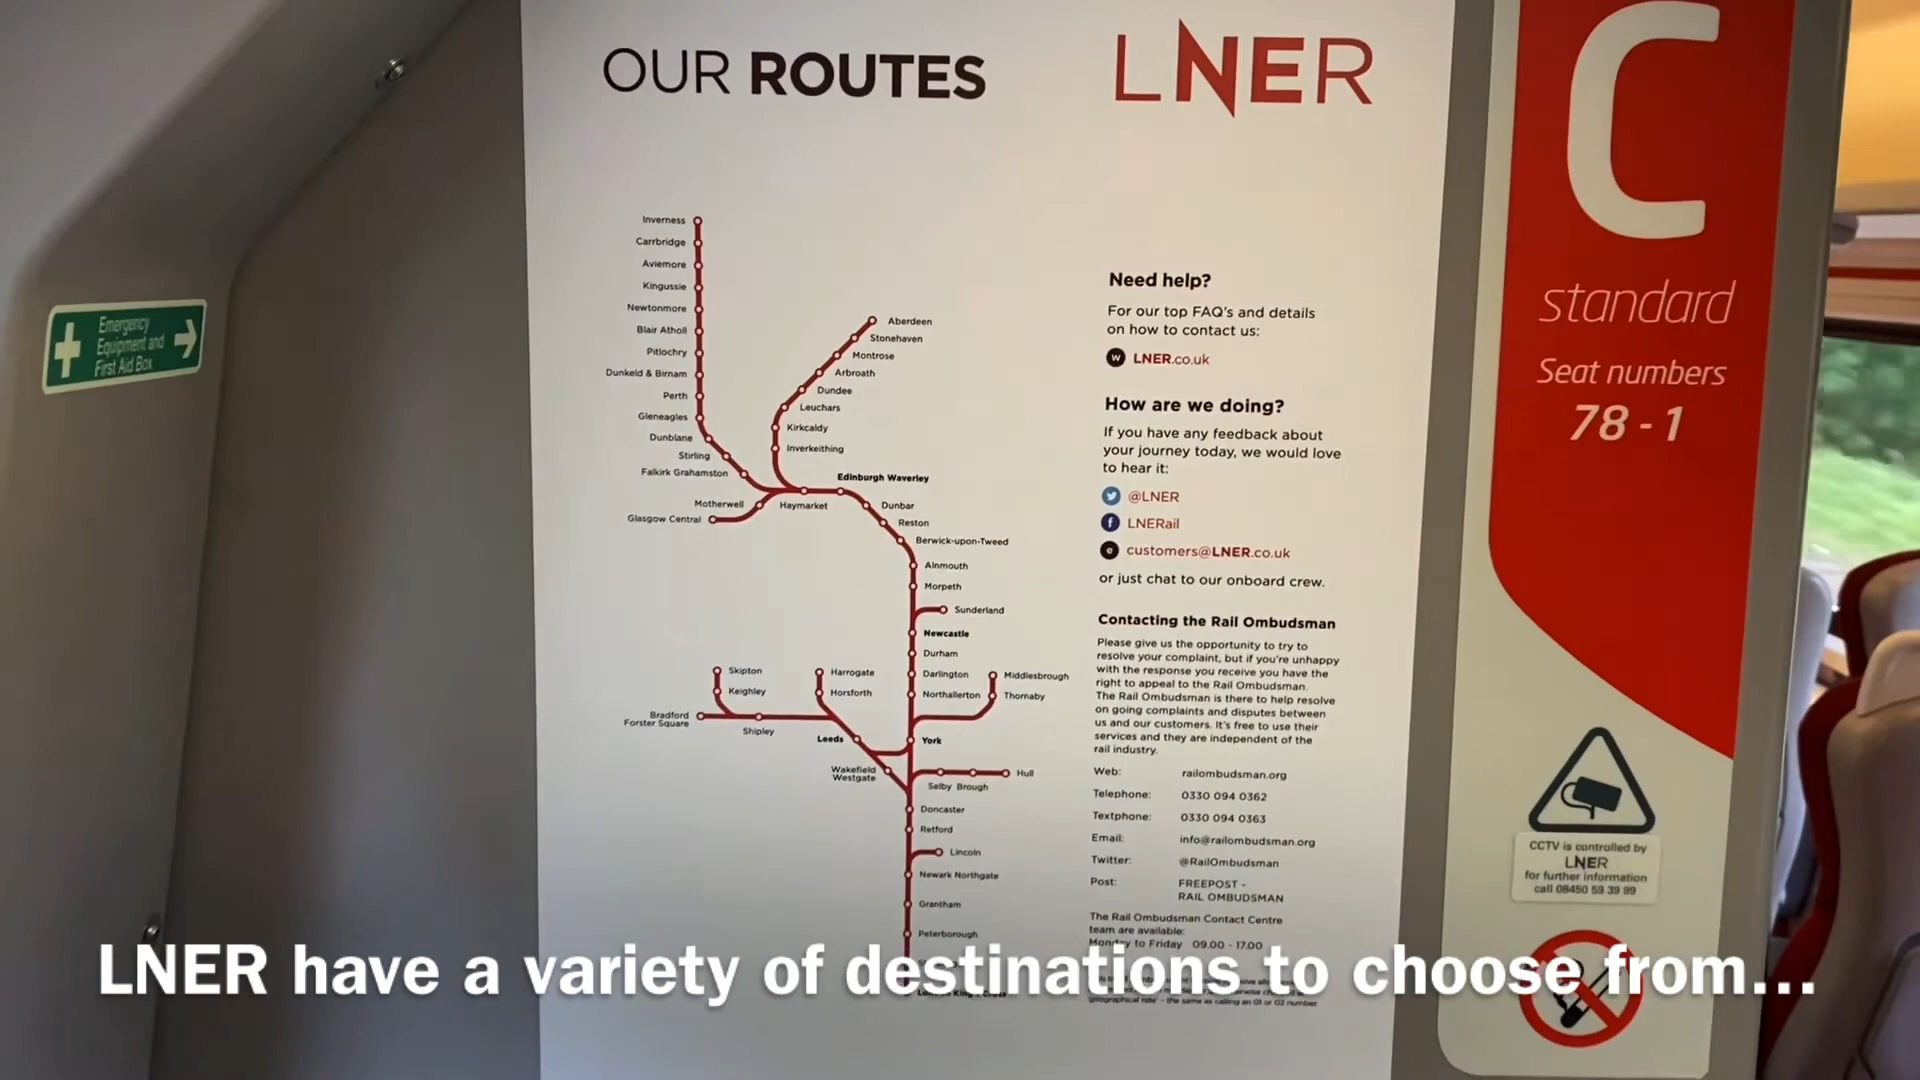 OUR ROUTES
LNER
Inverness
Carrbridge
Aviemore
Kingussie
Newtonmore
Blair Atholl
Pitlochry
Dunkeld & Birnam
Perth
Gleneagles
Dunblane
Stirling
Falkirk Grahamston
Motherwell
Glasgow Central
Haymarket
Aberdeen
Stonehaven
Montrose
Arbroath
Dundee
Leuchars
Kirkcaldy
Inverkeithing
Edinburgh Waverley
Dunbar
Reston
Berwick-upon-Tweed
Alnmouth
Morpeth
Sunderland
Newcastle
Durham
Darlington
Northallerton
Middlesbrough
Thornaby
Skipton
Keighley
Bradford
Forster Square
Shipley
Harrogate
Horsforth
Leeds
York
Wakefield
Westgate
Selby Brough
Hull
Doncaster
Retford
Lincoln
Newark Northgate
Grantham
Peterborough
Need help?
For our top FAQ's and details
on how to contact us:
w LNER.co.uk
How are we doing?
If you have any feedback about
your journey today, we would love
to hear it:
@LNER
f LNERail
e customers@LNER.co.uk
or just chat to our onboard crew.
Contacting the Rail Ombudsman
Please give us the opportunity to try to
resolve your complaint, but if you're unhappy
with the response you receive you have the
right to appeal to the Rail Ombudsman.
The Rail Ombudsman is there to help resolve
on going complaints and disputes between
us and our customers. It's free to use their
services and they are independent of the
rail industry.
Web: railombudsman.org
Telephone: 0330 094 0362
Textphone: 0330 094 0363
Email: info@railombudsman.org
Twitter: @RailOmbudsman
Post: FREEPOST -
RAIL OMBUDSMAN
The Rail Ombudsman Contact Centre
team are available:
Monday to Friday 09.00 - 17.00
'geographical rate' - the same as calling an 01 or 02 number
C
standard
Seat numbers
78 - 1
CCTV is controlled by
LNER
for further information
call 08450 59 39 99
Emergency
Equipment and
First Aid Box
LNER have a variety of destinations to choose from...